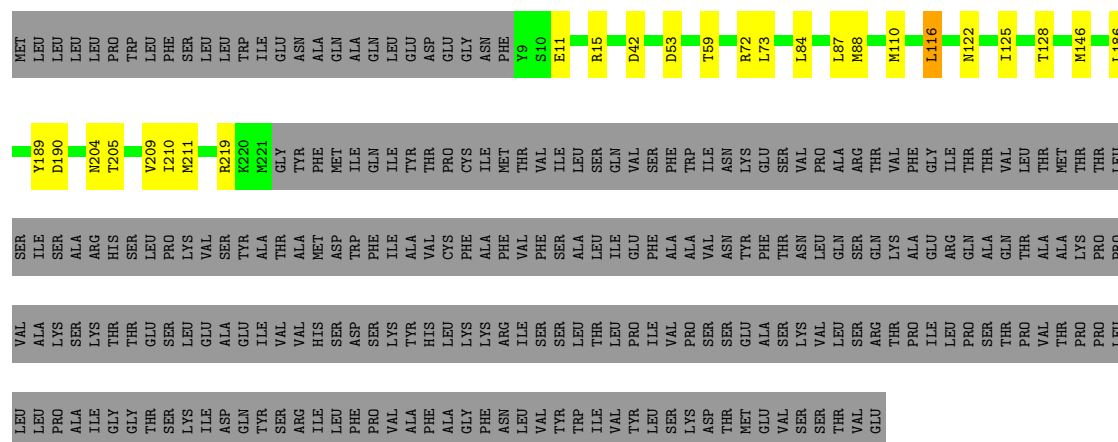 MET LEU LEU LEU LEU PRO TRP LEU PHE SER LEU LEU TRP ILE GLU ASN ALA GLN ALA GLN LEU GLU ASP GLU GLY ASN PHE Y9 S10 E11 R15 D42 D53 T59 R72 L73 L84 L87 M88 M110 L116 N122 I125 T128 M146 L186
Y189 D190 N204 T205 V209 I210 M211 R219 K220 M221 GLY TYR PHE MET ILE GLN ILE TYR THR PRO CYS ILE MET THR VAL ILE LEU SER GLN VAL SER PHE TRP ILE ASN LYS GLU SER VAL PRO ALA ARG THR VAL PHE GLY ILE THR THR VAL LEU THR MET THR THR LEU
SER ILE SER ALA ARG HIS SER LEU PRO LYS VAL SER TYR ALA THR ALA MET ASP TRP PHE ILE ALA VAL CYS PHE ALA PHE VAL PHE SER ALA LEU ILE GLU PHE ALA ALA VAL ASN TYR PHE THR ASN LEU GLN SER GLN LYS ALA GLU ARG GLN ALA GLN THR ALA ALA LYS PRO PRO
VAL ALA LYS SER LYS THR THR GLU SER LEU GLU ALA GLU ILE VAL VAL HIS SER ASP SER LYS TYR HIS LEU LYS LYS ARG ILE SER SER LEU THR LEU PRO ILE VAL PRO SER SER GLU ALA SER LYS VAL LEU SER ARG THR PRO ILE LEU PRO SER THR PRO VAL THR PRO PRO LEU
LEU LEU PRO ALA ILE GLY GLY THR SER LYS ILE ASP GLN TYR SER ARG ILE LEU PHE PRO VAL ALA PHE ALA GLY PHE ASN LEU VAL TYR TRP ILE VAL TYR LEU SER LYS ASP THR MET GLU VAL SER SER THR VAL GLU